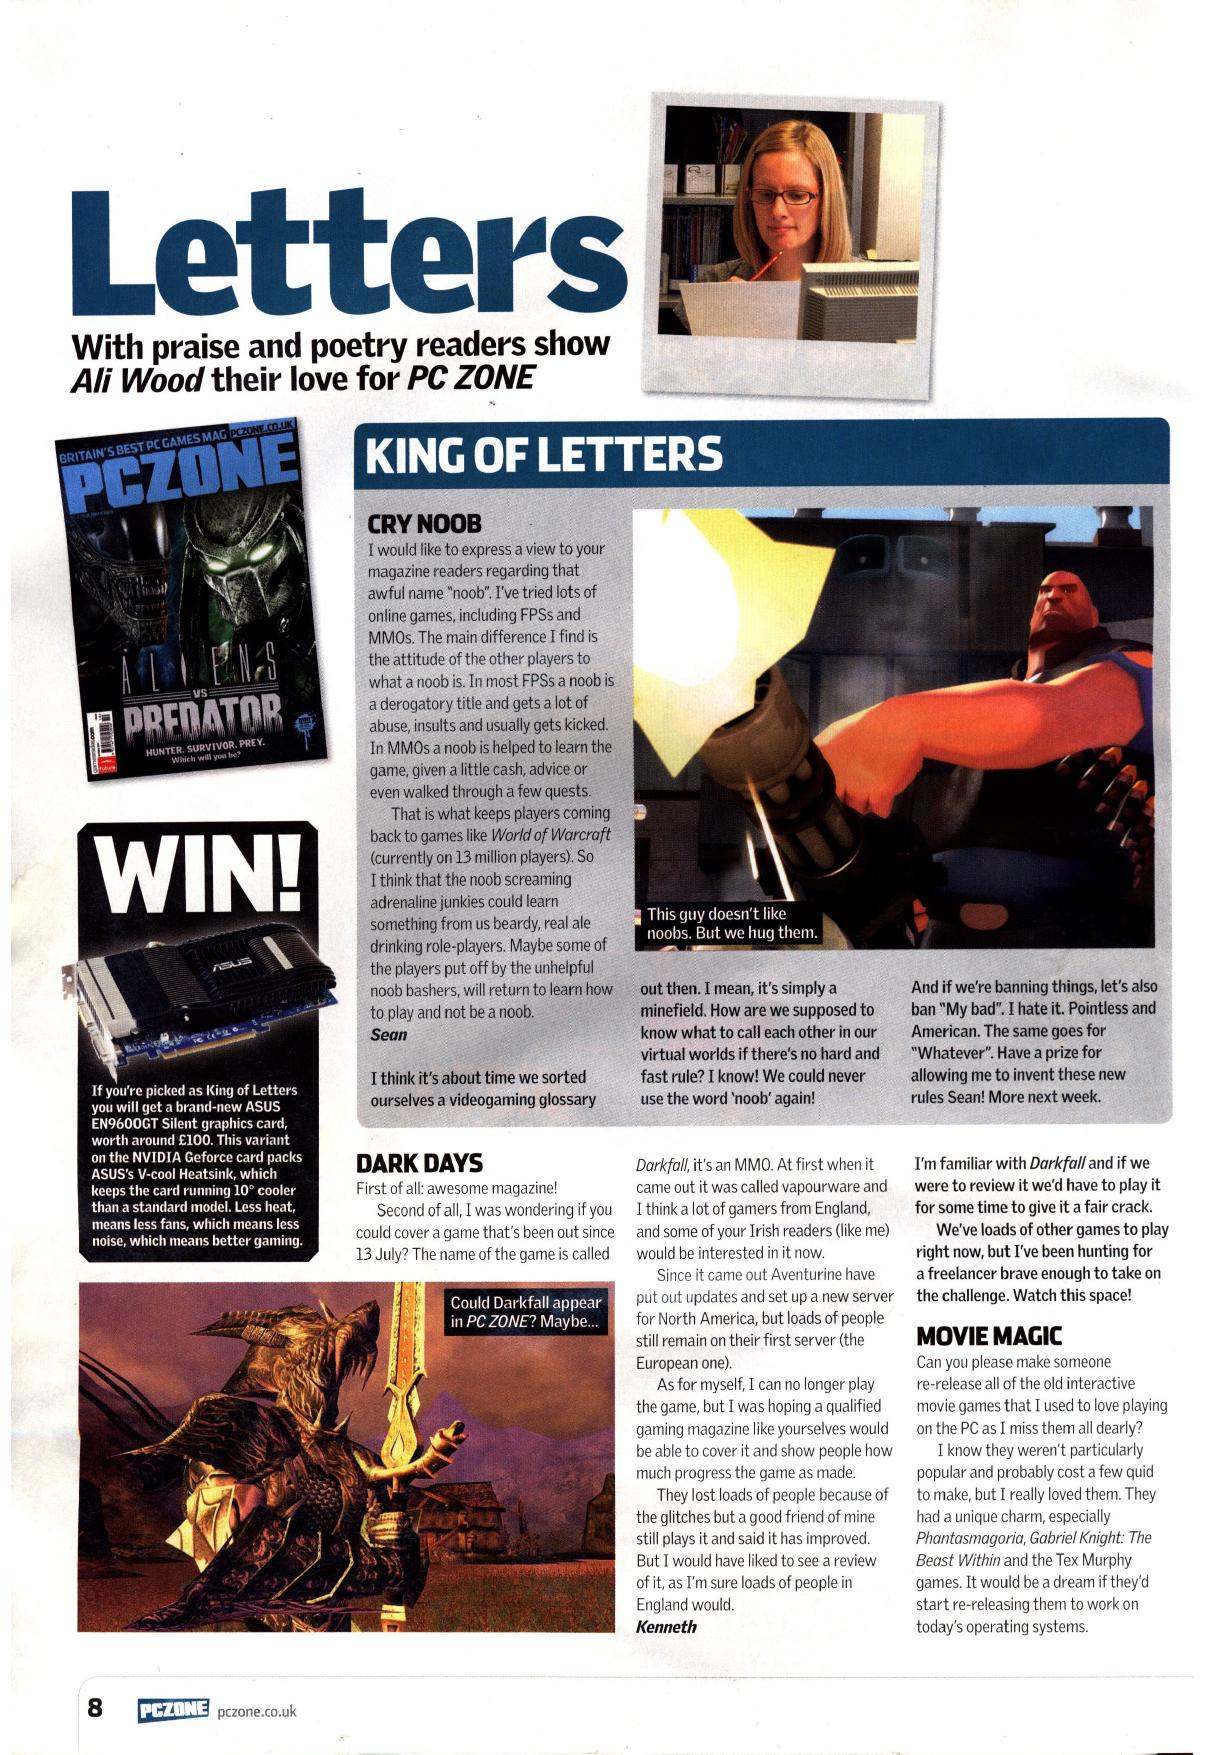 Letters
With praise and poetry readers show
Ali Wood their love for PC ZONE
BRITAIN'S BEST PC GAMES MAG PCZONE.CO.UK
PCZONE
ALIENS
VS
PREDATOR
HUNTER. SURVIVOR. PREY.
Which will you be?
future
WIN!
ASUS
If you're picked as King of Letters
you will get a brand-new ASUS
EN9600GT Silent graphics card,
worth around £100. This variant
on the NVIDIA Geforce card packs
ASUS's V-cool Heatsink, which
keeps the card running 10° cooler
than a standard model. Less heat,
means less fans, which means less
noise, which means better gaming.
KING OF LETTERS
CRY NOOB
I would like to express a view to your
magazine readers regarding that
awful name "noob". I've tried lots of
online games, including FPSs and
MMOs. The main difference I find is
the attitude of the other players to
what a noob is. In most FPSs a noob is
a derogatory title and gets a lot of
abuse, insults and usually gets kicked.
In MMOs a noob is helped to learn the
game, given a little cash, advice or
even walked through a few quests.
That is what keeps players coming
back to games like World of Warcraft
(currently on 13 million players). So
I think that the noob screaming
adrenaline junkies could learn
something from us beardy, real ale
drinking role-players. Maybe some of
the players put off by the unhelpful
noob bashers, will return to learn how
to play and not be a noob.
Sean
I think it's about time we sorted
ourselves a videogaming glossary
This guy doesn't like
noobs. But we hug them.
out then. I mean, it's simply a
minefield. How are we supposed to
know what to call each other in our
virtual worlds if there's no hard and
fast rule? I know! We could never
use the word 'noob' again!
And if we're banning things, let's also
ban "My bad". I hate it. Pointless and
American. The same goes for
"Whatever". Have a prize for
allowing me to invent these new
rules Sean! More next week.
DARK DAYS
First of all: awesome magazine!
Second of all, I was wondering if you
could cover a game that's been out since
13 July? The name of the game is called
Could Darkfall appear
in PC ZONE? Maybe...
Darkfall, it's an MMO. At first when it
came out it was called vapourware and
I think a lot of gamers from England,
and some of your Irish readers (like me)
would be interested in it now.
Since it came out Aventurine have
put out updates and set up a new server
for North America, but loads of people
still remain on their first server (the
European one).
As for myself, I can no longer play
the game, but I was hoping a qualified
gaming magazine like yourselves would
be able to cover it and show people how
much progress the game as made.
They lost loads of people because of
the glitches but a good friend of mine
still plays it and said it has improved.
But I would have liked to see a review
of it, as I'm sure loads of people in
England would.
Kenneth
I'm familiar with Darkfall and if we
were to review it we'd have to play it
for some time to give it a fair crack.
We've loads of other games to play
right now, but I've been hunting for
a freelancer brave enough to take on
the challenge. Watch this space!
MOVIE MAGIC
Can you please make someone
re-release all of the old interactive
movie games that I used to love playing
on the PC as I miss them all dearly?
I know they weren't particularly
popular and probably cost a few quid
to make, but I really loved them. They
had a unique charm, especially
Phantasmagoria, Gabriel Knight: The
Beast Within and the Tex Murphy
games. It would be a dream if they'd
start re-releasing them to work on
today's operating systems.
8
PCZONE
pczone.co.uk